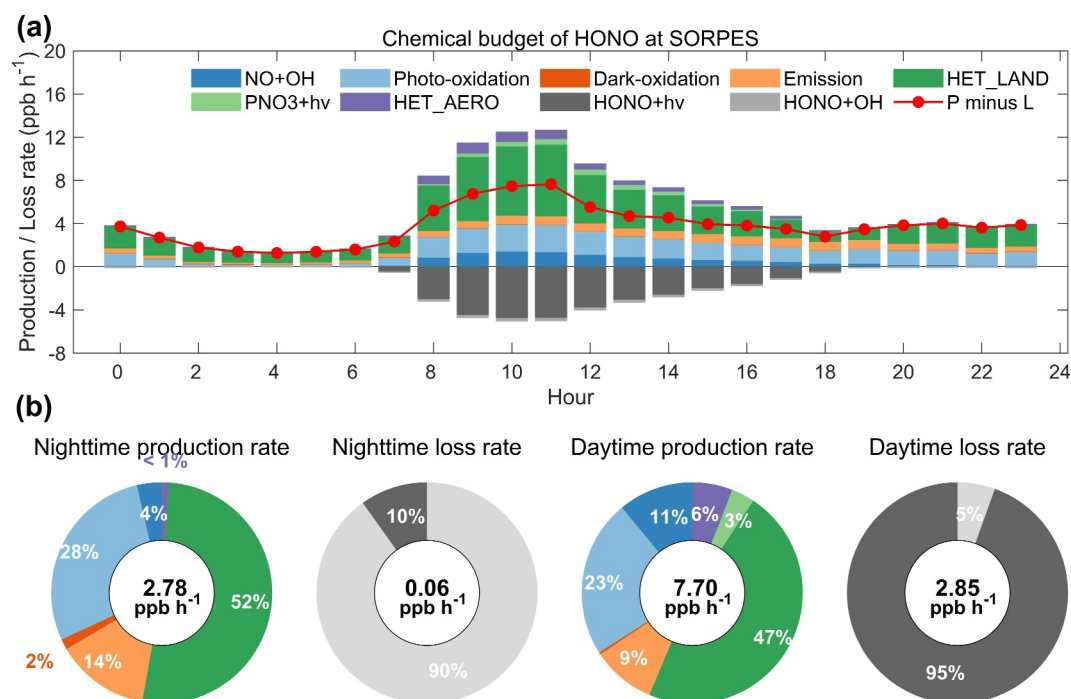 (a)
Chemical budget of HONO at SORPES
NO+OH Photo-oxidation Dark-oxidation Emission HET_LAND
PNO3+hv HET_AERO HONO+hv HONO+OH P minus L
Production / Loss rate (ppb h⁻¹)
20
16
12
8
4
0
-4
-8
0 2 4 6 8 10 12 14 16 18 20 22 24
Hour
(b)
Nighttime production rate
< 1%
4%
28%
52%
2%
14%
2.78
ppb h⁻¹
Nighttime loss rate
10%
90%
0.06
ppb h⁻¹
Daytime production rate
11%
6%
3%
23%
47%
9%
7.70
ppb h⁻¹
Daytime loss rate
5%
95%
2.85
ppb h⁻¹